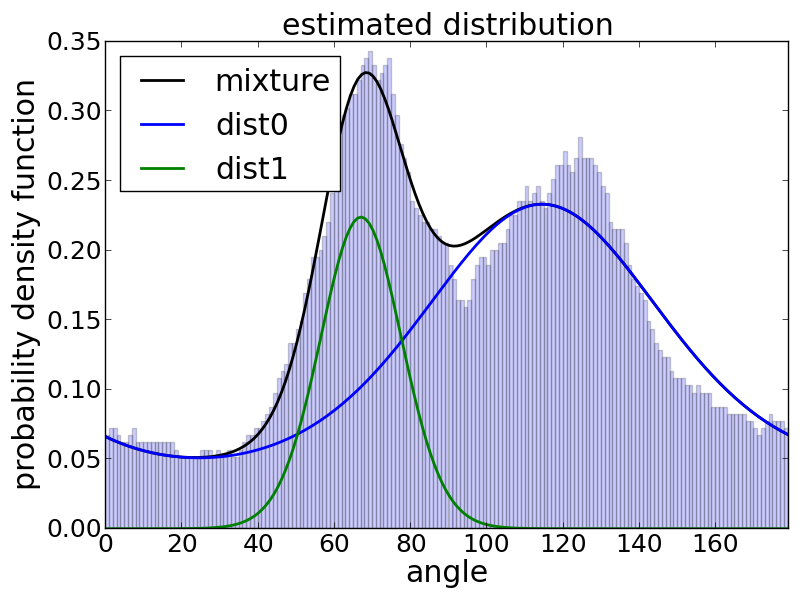 estimated distribution
probability density function
0.35
0.30
0.25
0.20
0.15
0.10
0.05
0.00
mixture
dist0
dist1
0 20 40 60 80 100 120 140 160
angle